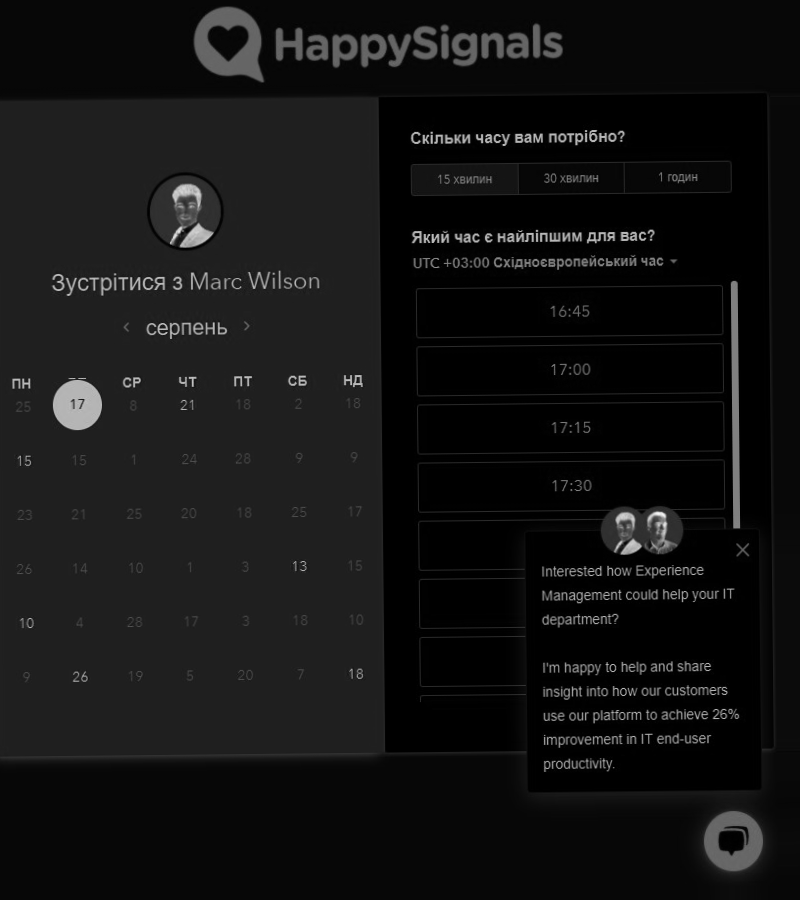 HappySignals
Зустрітися з Marc Wilson
серпень
ПН СР ЧТ ПТ СБ НД
25 17 8 21 18 2 18
15 15 1 24 28 9 9
23 21 25 20 18 25 17
26 14 10 1 3 13 15
10 4 28 17 3 18 10
9 26 19 5 20 7 18
Скільки часу вам потрібно?
15 хвилин 30 хвилин 1 годин
Який час є найліпшим для вас?
UTC +03:00 Східноєвропейський час
16:45
17:00
17:15
17:30
Interested how Experience
Management could help your IT
department?
I'm happy to help and share
insight into how our customers
use our platform to achieve 26%
improvement in IT end-user
productivity.